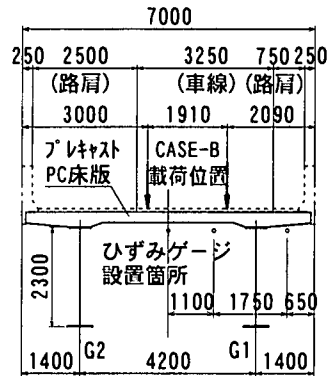 7000
250 2500 3250 750 250
(路肩) (車線) (路肩)
3000 1910 2090
プレキャスト
PC床版
CASE-B
載荷位置
ひずみゲージ
設置箇所
2300
1100 1750 650
G2 G1
1400 4200 1400